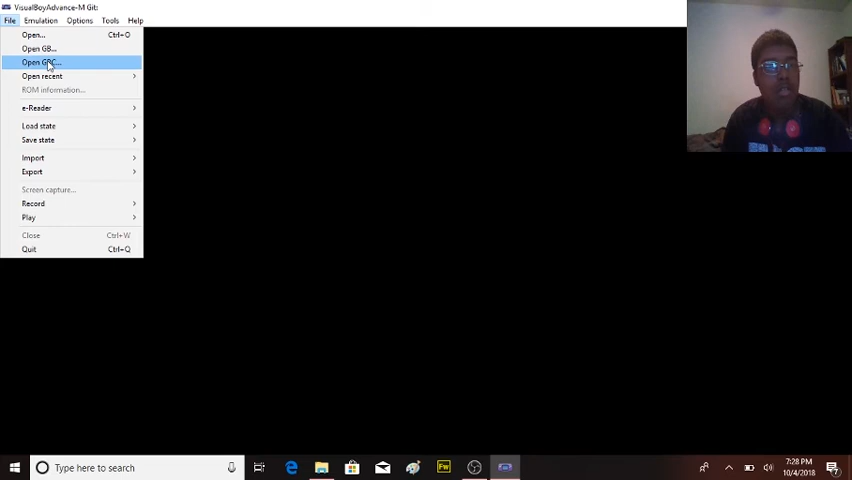 VisualBoyAdvance-M Git:
File Emulation Options Tools Help
Open... Ctrl+O
Open GB...
Open GBC...
Open recent
ROM information...
e-Reader
Load state
Save state
Import
Export
Screen capture...
Record
Play
Close Ctrl+W
Quit Ctrl+Q
Type here to search
Fw
7:28 PM
10/4/2018
7